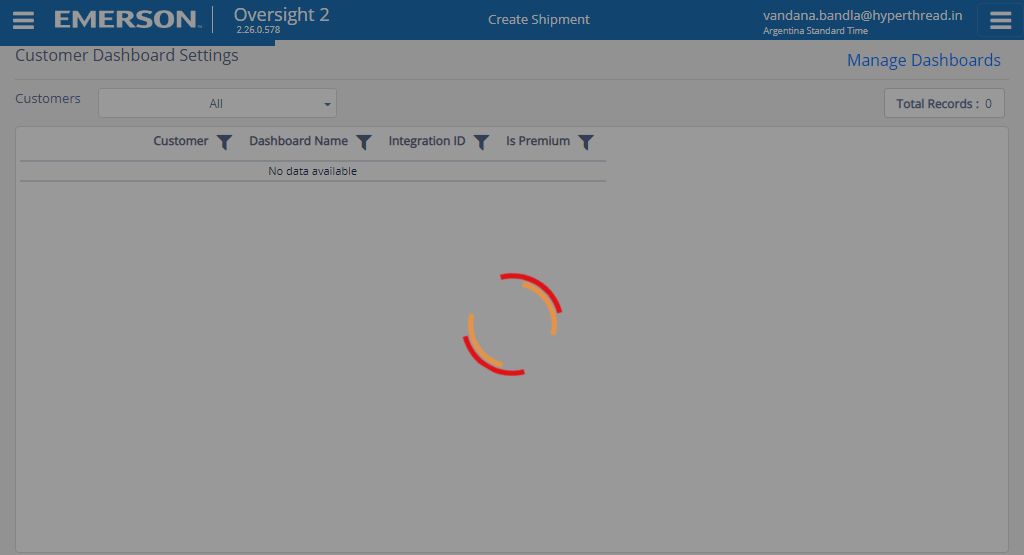 EMERSON
Oversight 2
2.26.0.578
Create Shipment
vandana.bandla@hyperthread.in
Argentina Standard Time
Customer Dashboard Settings
Manage Dashboards
Customers
All
Total Records : 0
Customer Dashboard Name Integration ID Is Premium
No data available